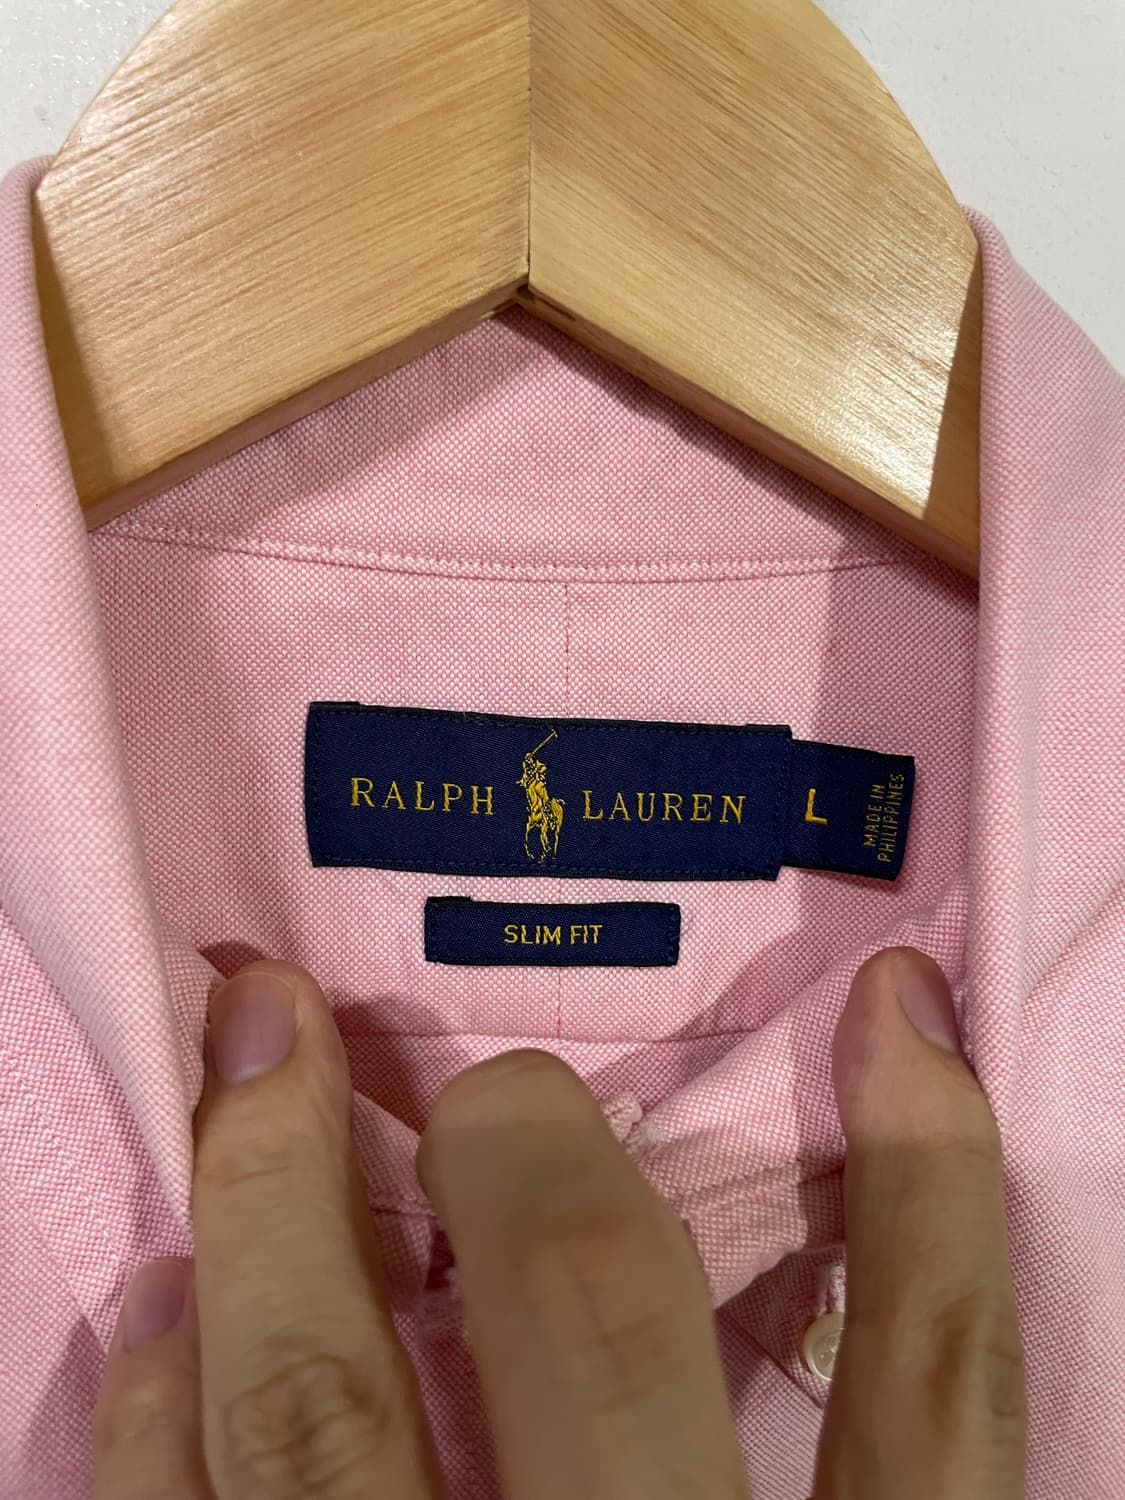 RALPH LAUREN
L
MADE IN
PHILIPPINES
SLIM FIT